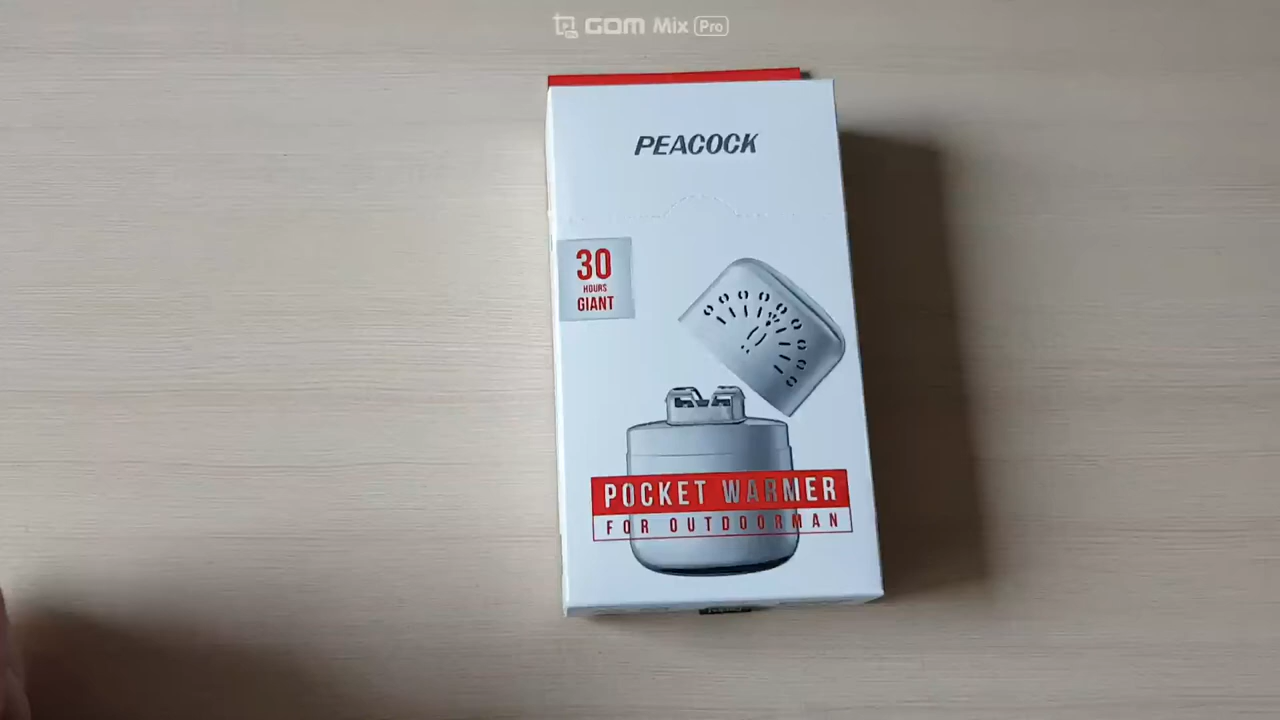 GOM Mix Pro
PEACOCK
30
HOURS
GIANT
POCKET WARMER
FOR OUTDOORMAN